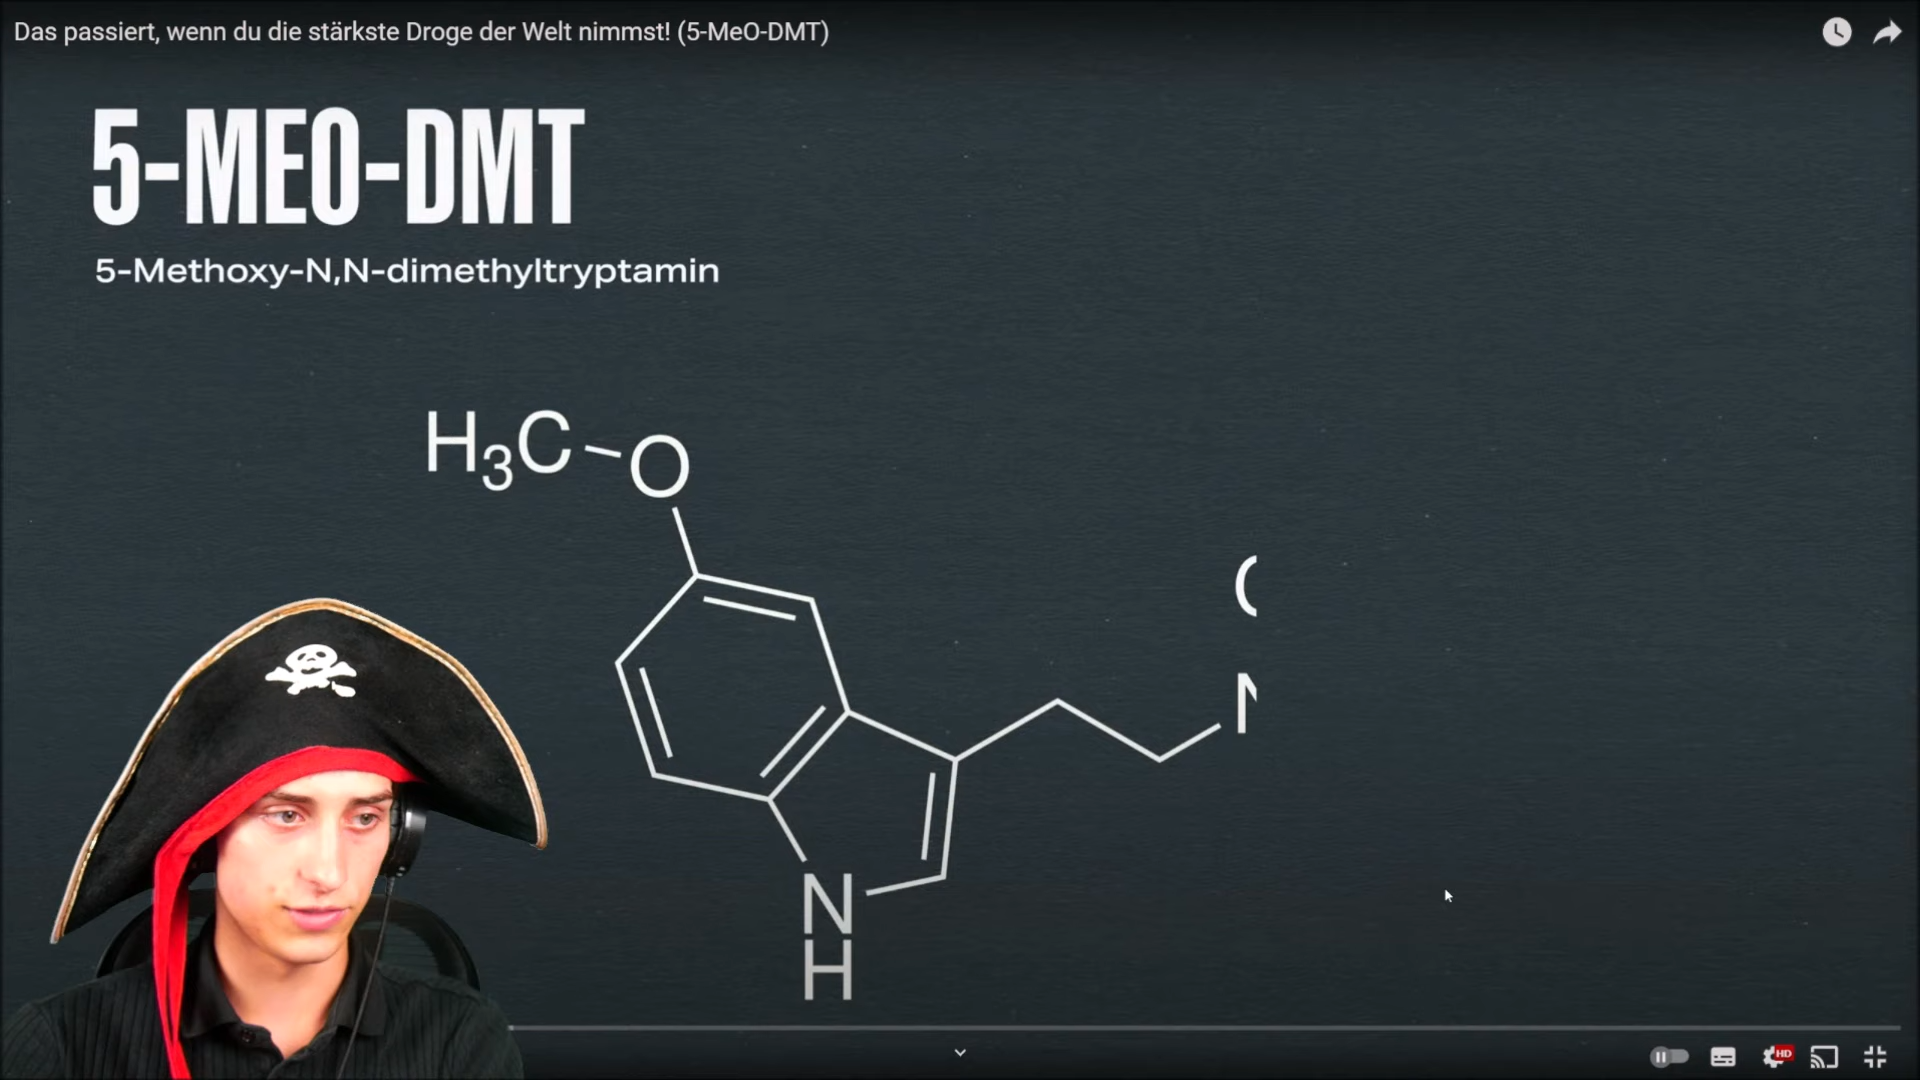 Das passiert, wenn du die stärkste Droge der Welt nimmst! (5-MeO-DMT)
5-MEO-DMT
5-Methoxy-N,N-dimethyltryptamin
H3C
O
N
H
HD